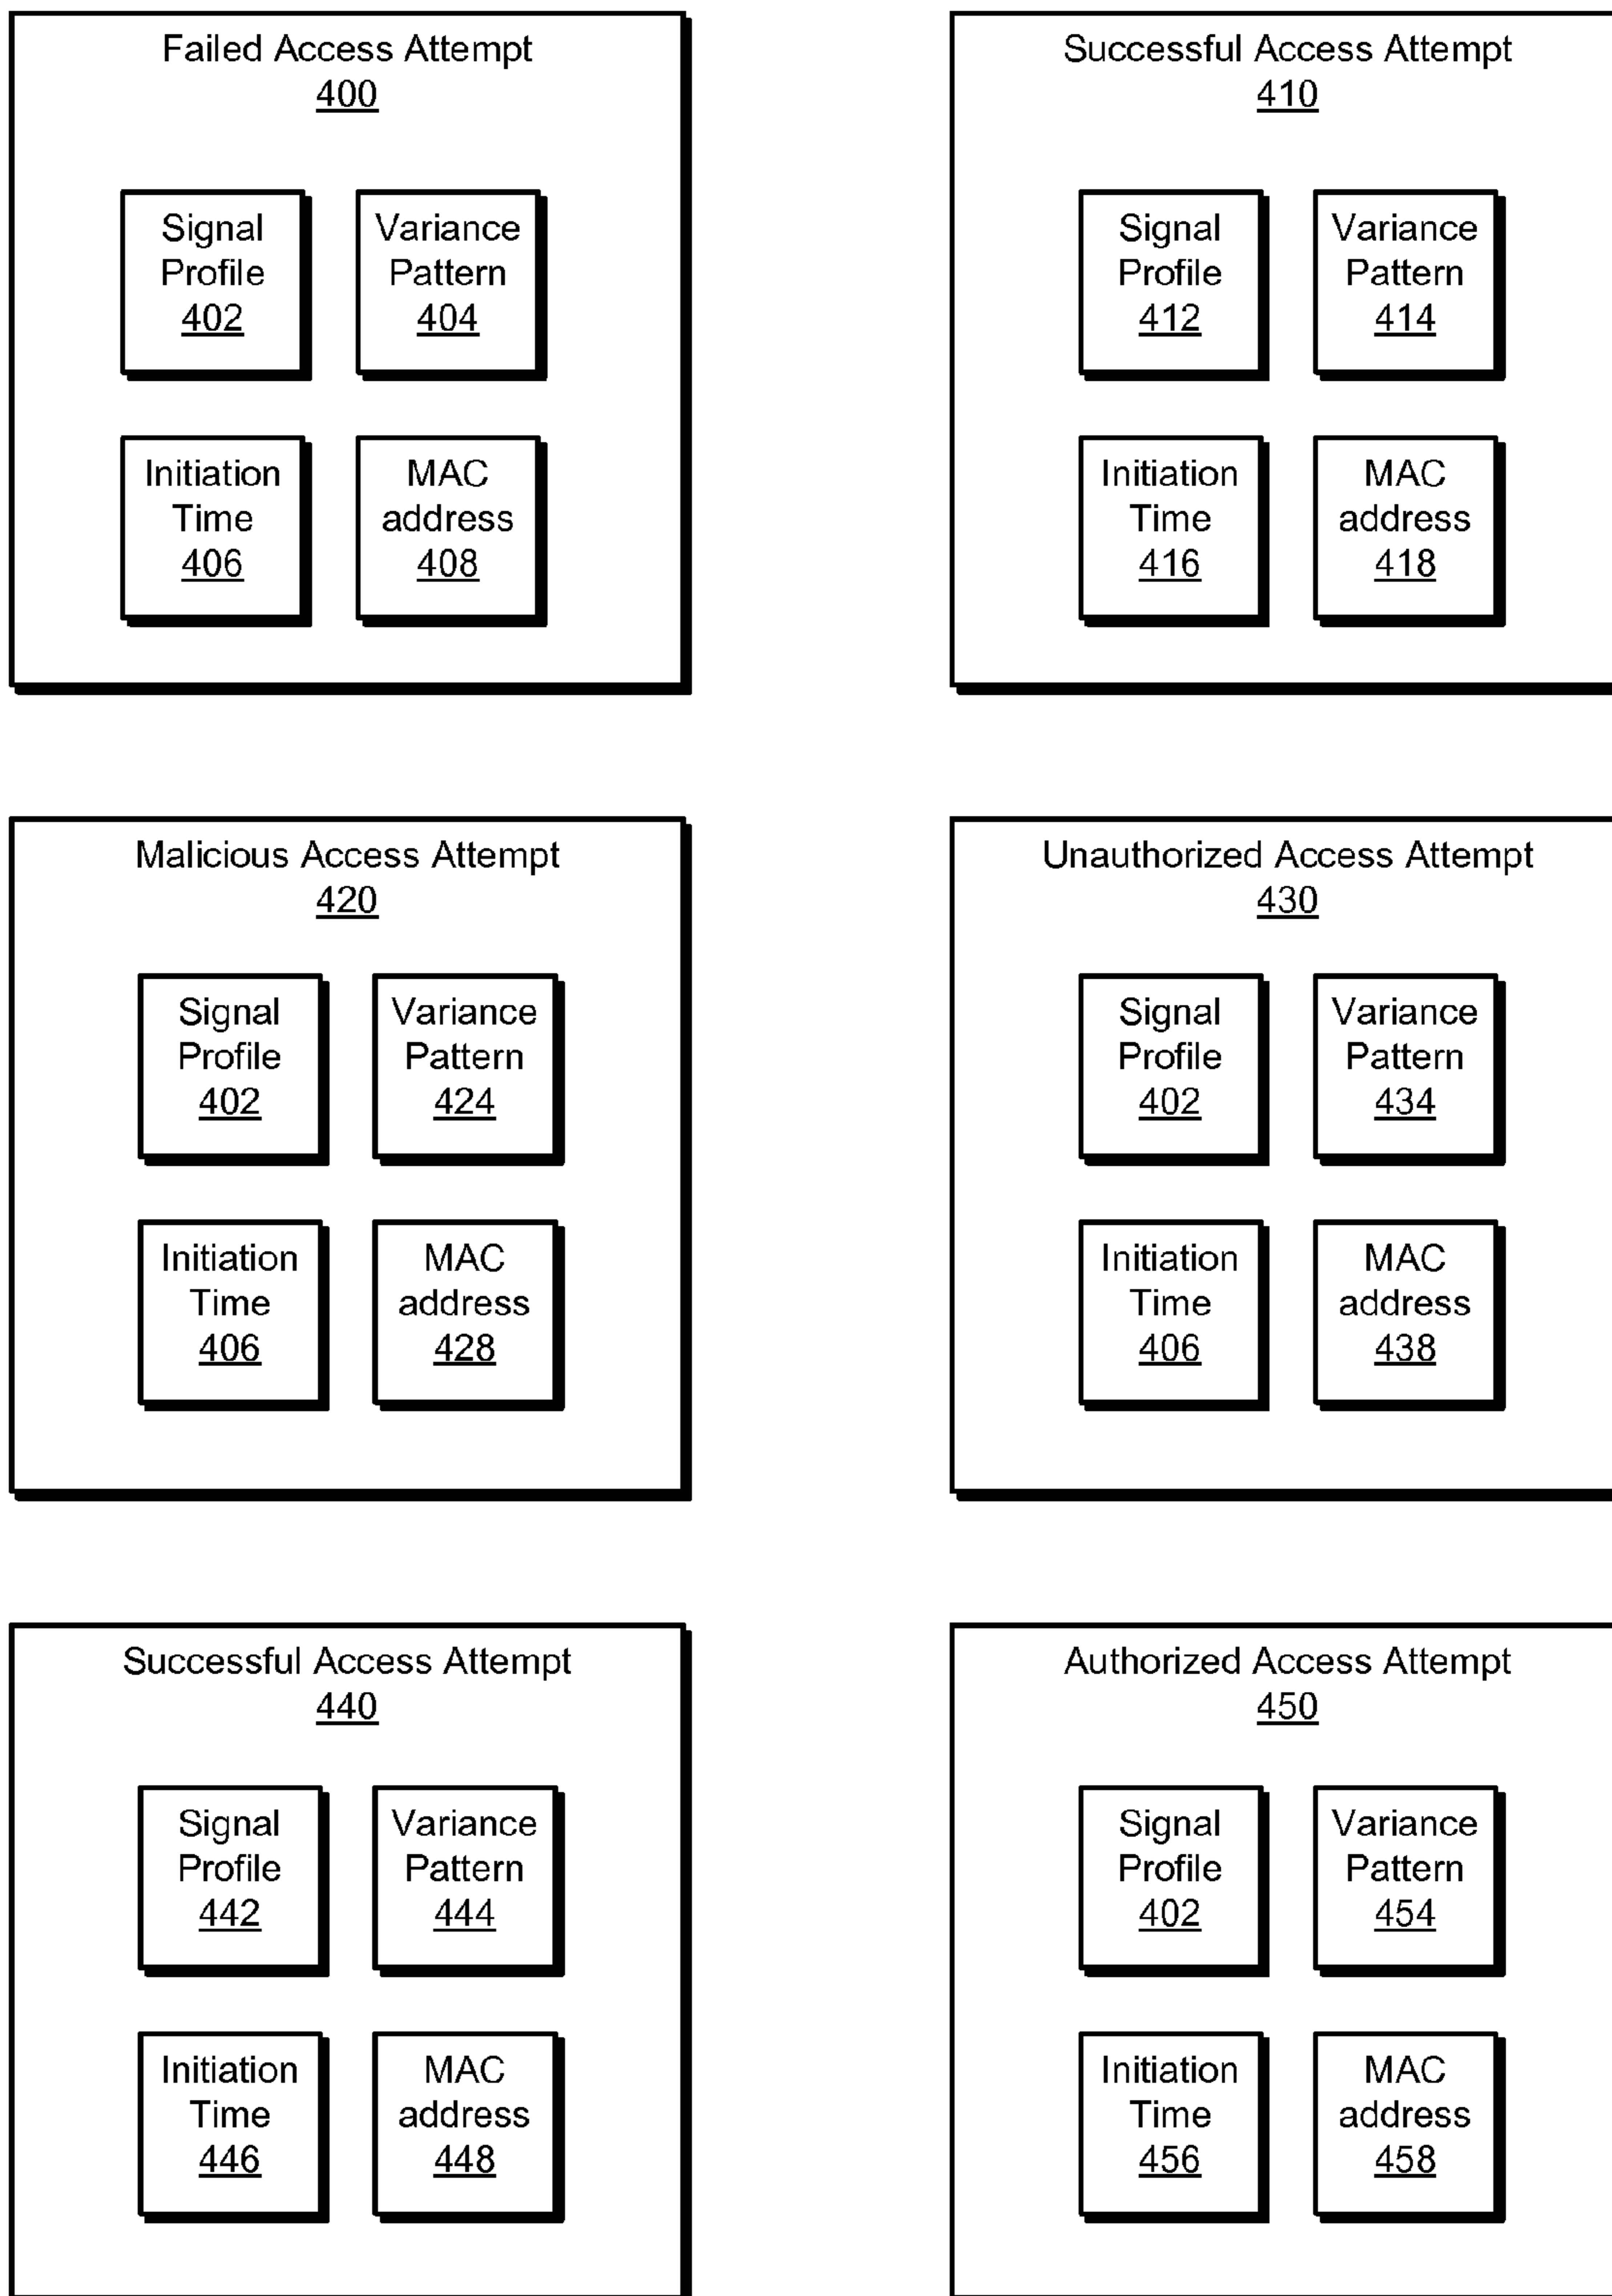 Failed Access Attempt
400
Signal
Profile
402
Variance
Pattern
404
Initiation
Time
406
MAC
address
408
Successful Access Attempt
410
Signal
Profile
412
Variance
Pattern
414
Initiation
Time
416
MAC
address
418
Malicious Access Attempt
420
Signal
Profile
402
Variance
Pattern
424
Initiation
Time
406
MAC
address
428
Unauthorized Access Attempt
430
Signal
Profile
402
Variance
Pattern
434
Initiation
Time
406
MAC
address
438
Successful Access Attempt
440
Signal
Profile
442
Variance
Pattern
444
Initiation
Time
446
MAC
address
448
Authorized Access Attempt
450
Signal
Profile
402
Variance
Pattern
454
Initiation
Time
456
MAC
address
458